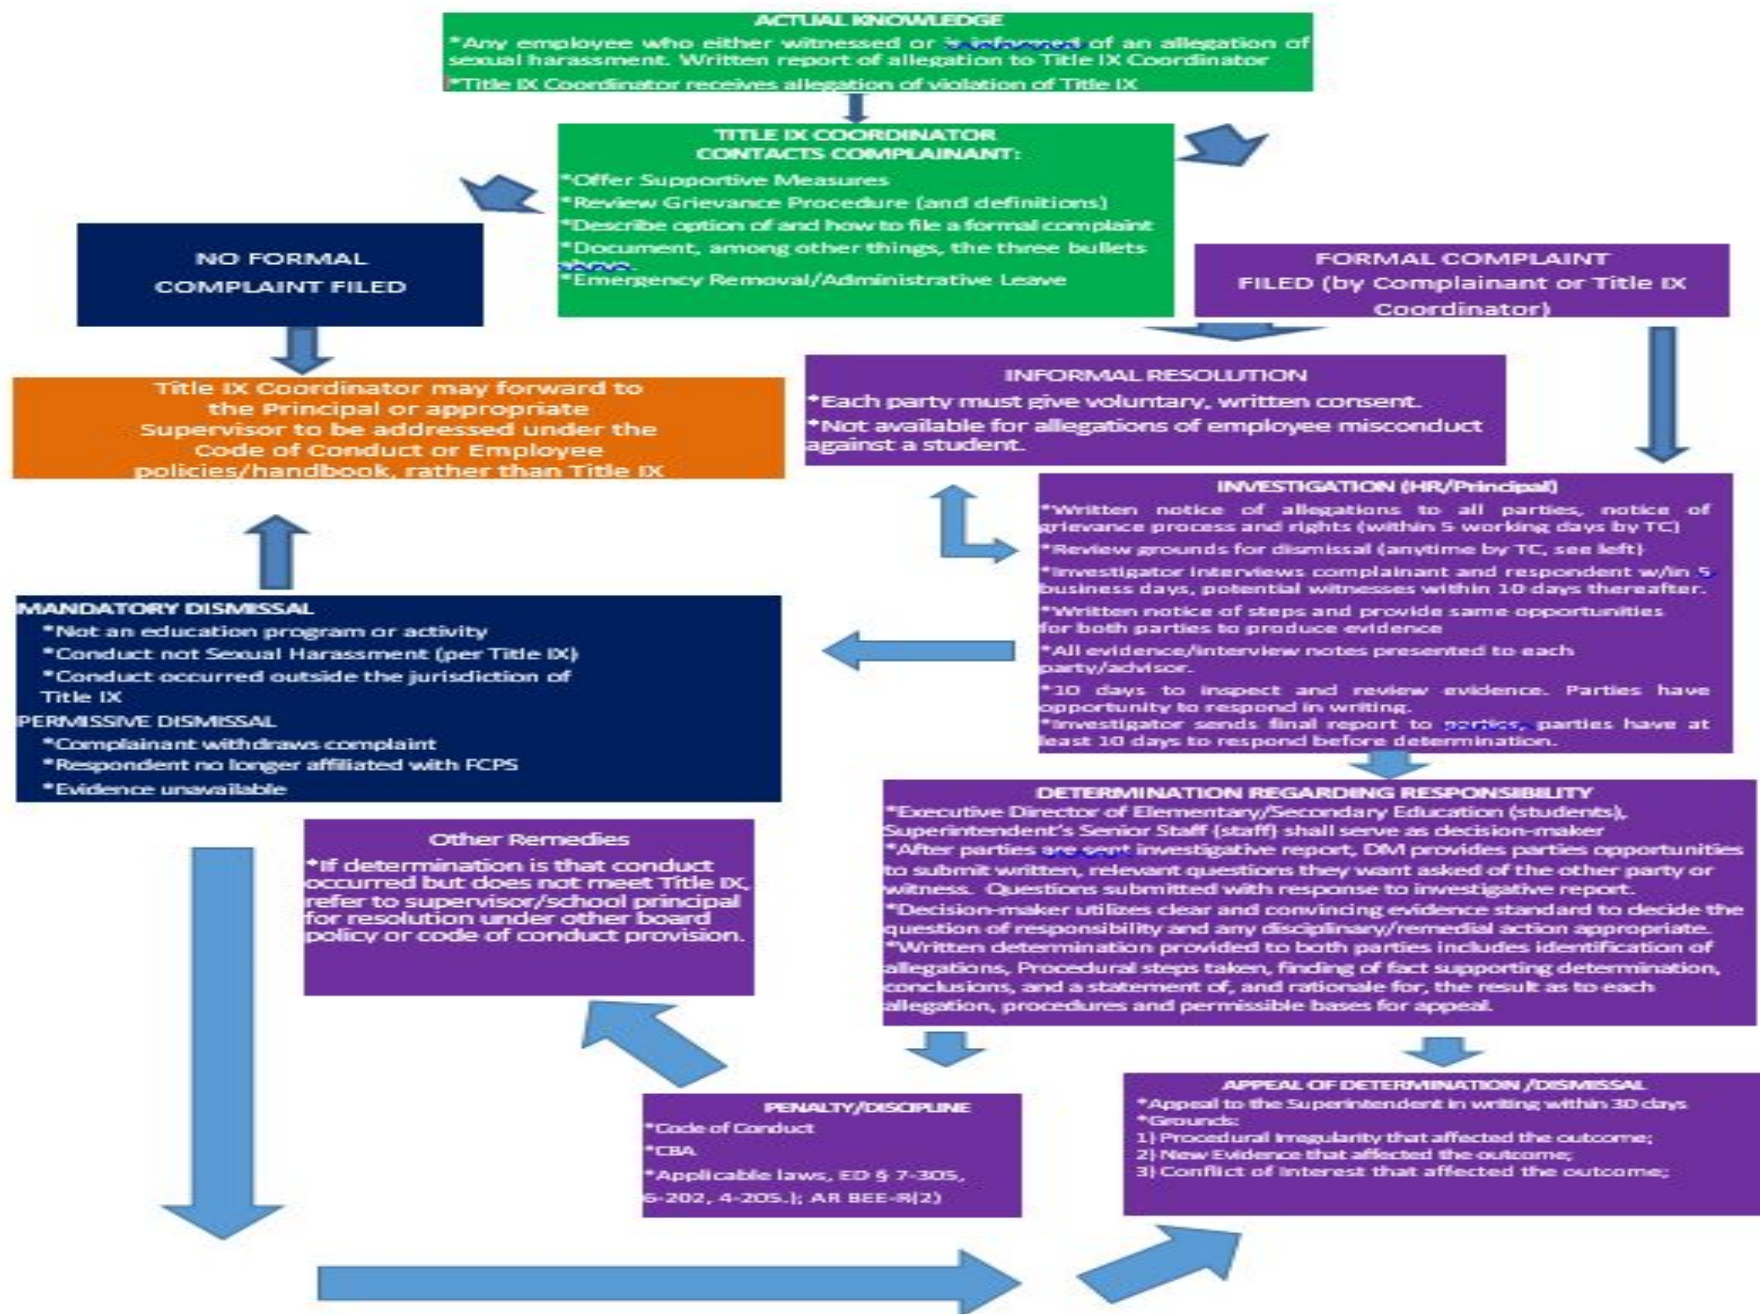 ACTUAL KNOWLEDGE
*Any employee who either witnessed or is informed of an allegation of
sexual harassment. Written report of allegation to Title IX Coordinator
*Title IX Coordinator receives allegation of violation of Title IX
TITLE IX COORDINATOR
CONTACTS COMPLAINANT:
*Offer Supportive Measures
*Review Grievance Procedure (and definitions)
*Describe option of and how to file a formal complaint
*Document, among other things, the three bullets
above.
*Emergency Removal/Administrative Leave
NO FORMAL
COMPLAINT FILED
FORMAL COMPLAINT
FILED (by Complainant or Title IX
Coordinator)
Title IX Coordinator may forward to
the Principal or appropriate
Supervisor to be addressed under the
Code of Conduct or Employee
policies/handbook, rather than Title IX
INFORMAL RESOLUTION
*Each party must give voluntary, written consent.
*Not available for allegations of employee misconduct
against a student.
INVESTIGATION (HR/Principal)
*Written notice of allegations to all parties, notice of
grievance process and rights (within 5 working days by TC)
*Review grounds for dismissal (anytime by TC, see left)
*Investigator interviews complainant and respondent w/in 5
business days, potential witnesses within 10 days thereafter.
*Written notice of steps and provide same opportunities
for both parties to produce evidence
*All evidence/interview notes presented to each
party/advisor.
*10 days to inspect and review evidence. Parties have
opportunity to respond in writing.
*Investigator sends final report to parties, parties have at
least 10 days to respond before determination.
MANDATORY DISMISSAL
*Not an education program or activity
*Conduct not Sexual Harassment (per Title IX)
*Conduct occurred outside the jurisdiction of
Title IX
PERMISSIVE DISMISSAL
*Complainant withdraws complaint
*Respondent no longer affiliated with FCPS
*Evidence unavailable
DETERMINATION REGARDING RESPONSIBILITY
*Executive Director of Elementary/Secondary Education (students),
Superintendent's Senior Staff (staff) shall serve as decision-maker
*After parties are sent investigative report, DM provides parties opportunities
to submit written, relevant questions they want asked of the other party or
witness. Questions submitted with response to investigative report.
*Decision-maker utilizes clear and convincing evidence standard to decide the
question of responsibility and any disciplinary/remedial action appropriate.
*Written determination provided to both parties includes identification of
allegations, Procedural steps taken, finding of fact supporting determination,
conclusions, and a statement of, and rationale for, the result as to each
allegation, procedures and permissible bases for appeal.
Other Remedies
*If determination is that conduct
occurred but does not meet Title IX,
refer to supervisor/school principal
for resolution under other board
policy or code of conduct provision.
PENALTY/DISCIPLINE
*Code of Conduct
*CBA
*Applicable laws, ED § 7-305,
6-202, 4-205.); AR BEE-R(2)
APPEAL OF DETERMINATION /DISMISSAL
*Appeal to the Superintendent in writing within 30 days
*Grounds:
1) Procedural Irregularity that affected the outcome;
2) New Evidence that affected the outcome;
3) Conflict of Interest that affected the outcome;